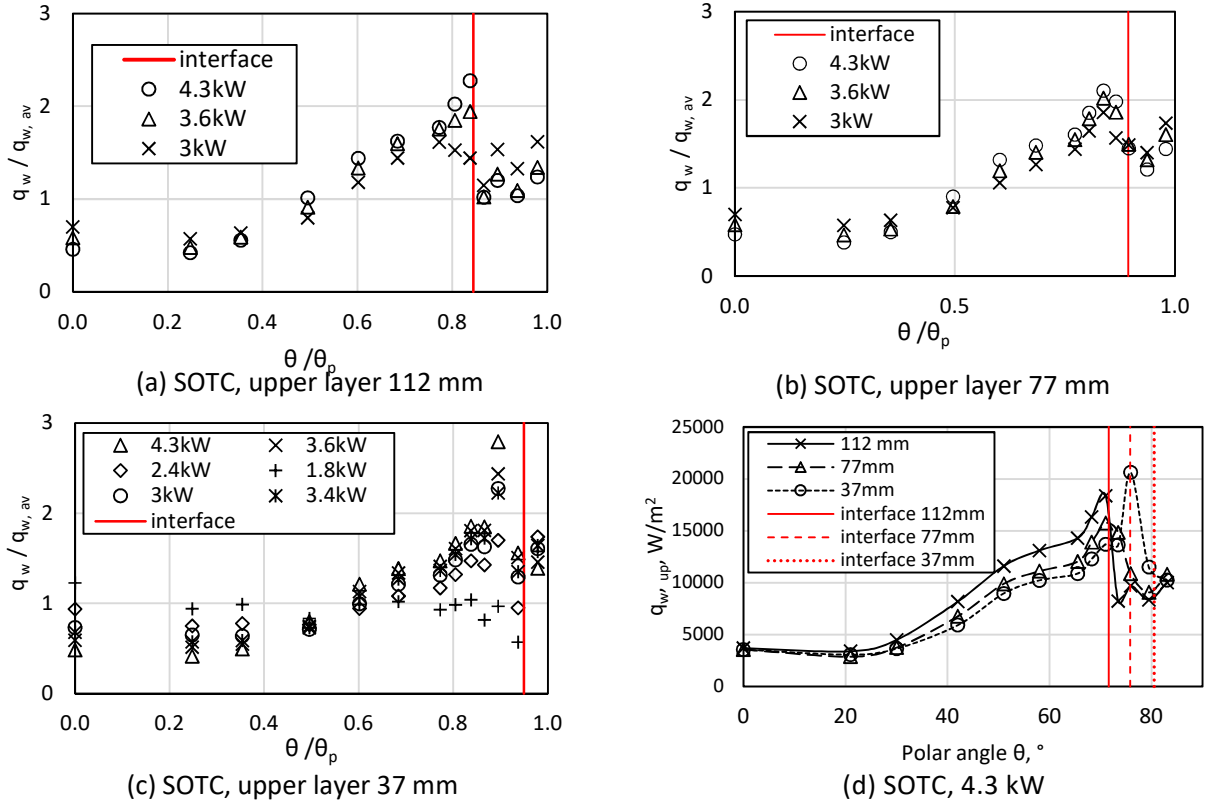 3
2
1
0
q w / q w, av
interface
4.3kW
3.6kW
3kW
0.0 0.2 0.4 0.6 0.8 1.0
θ /θp
(a) SOTC, upper layer 112 mm
3
2
1
0
q w / q w, av
interface
4.3kW
3.6kW
3kW
0.0 0.5 1.0
θ /θp
(b) SOTC, upper layer 77 mm
3
2
1
0
q w / q w, av
4.3kW 3.6kW
2.4kW 1.8kW
3kW 3.4kW
interface
0.0 0.2 0.4 0.6 0.8 1.0
θ /θp
(c) SOTC, upper layer 37 mm
25000
20000
15000
10000
5000
0
qw, up, W/m2
112 mm
77mm
37mm
interface 112mm
interface 77mm
interface 37mm
0 20 40 60 80
Polar angle θ, °
(d) SOTC, 4.3 kW